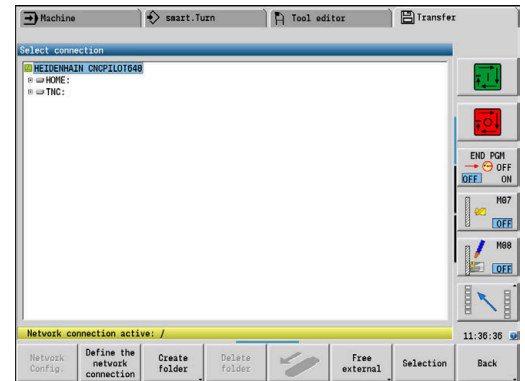 Machine
smart.Turn
Tool editor
Transfer
Select connection
HEIDENHAIN CNCPILOT640
HOME:
TNC:
END PGM
OFF
OFF ON
M07
OFF
M08
OFF
Network connection active: /
11:36:36
Network
Config.
Define the
network
connection
Create
folder
Delete
folder
Free
external
Selection
Back